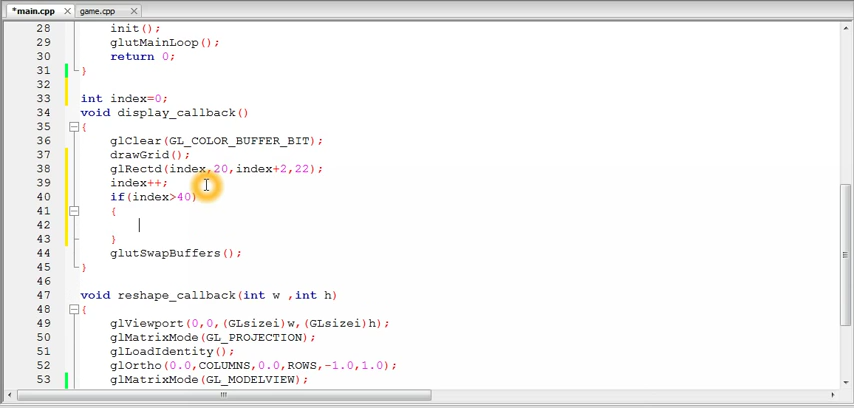 *main.cpp × game.cpp ×
28 init();
29 glutMainLoop();
30 return 0;
31 }
32
33 int index=0;
34 void display_callback()
35 {
36 glClear(GL_COLOR_BUFFER_BIT);
37 drawGrid();
38 glRectd(index,20,index+2,22);
39 index++;
40 if(index>40)
41 {
42
43 }
44 glutSwapBuffers();
45 }
46
47 void reshape_callback(int w ,int h)
48 {
49 glViewport(0,0,(GLsizei)w,(GLsizei)h);
50 glMatrixMode(GL_PROJECTION);
51 glLoadIdentity();
52 glOrtho(0.0,COLUMNS,0.0,ROWS,-1.0,1.0);
53 glMatrixMode(GL_MODELVIEW);